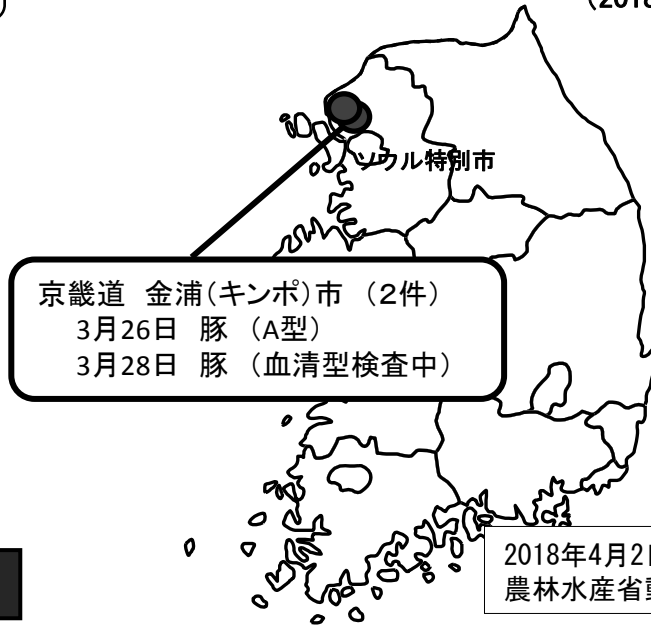 (2018
ソウル特別市
京畿道 金浦(キンポ)市 (2件)
3月26日 豚 (A型)
3月28日 豚 (血清型検査中)
2018年4月2
農林水産省